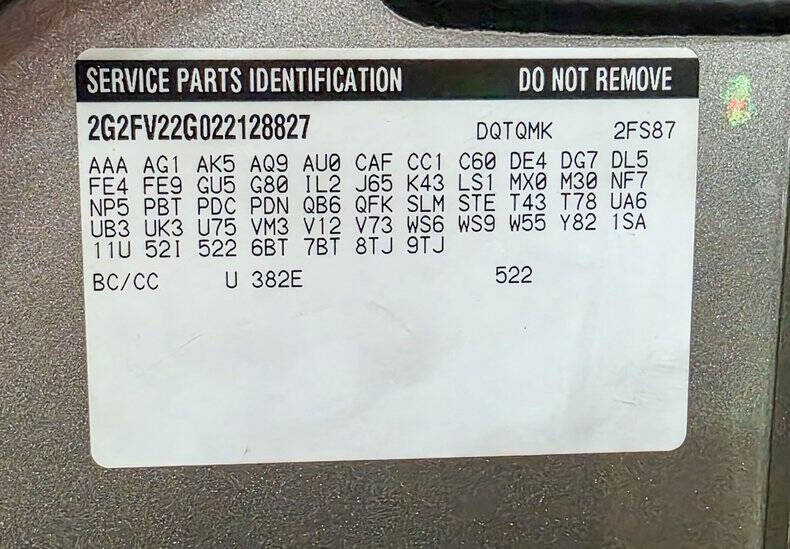 SERVICE PARTS IDENTIFICATION DO NOT REMOVE
2G2FV22G022128827 DQTQMK 2FS87
AAA AG1 AK5 AQ9 AU0 CAF CC1 C60 DE4 DG7 DL5
FE4 FE9 GU5 G80 IL2 J65 K43 LS1 MX0 M30 NF7
NP5 PBT PDC PDN QB6 QFK SLM STE T43 T78 UA6
UB3 UK3 U75 VM3 V12 V73 WS6 WS9 W55 Y82 1SA
11U 52I 522 6BT 7BT 8TJ 9TJ
BC/CC U 382E 522